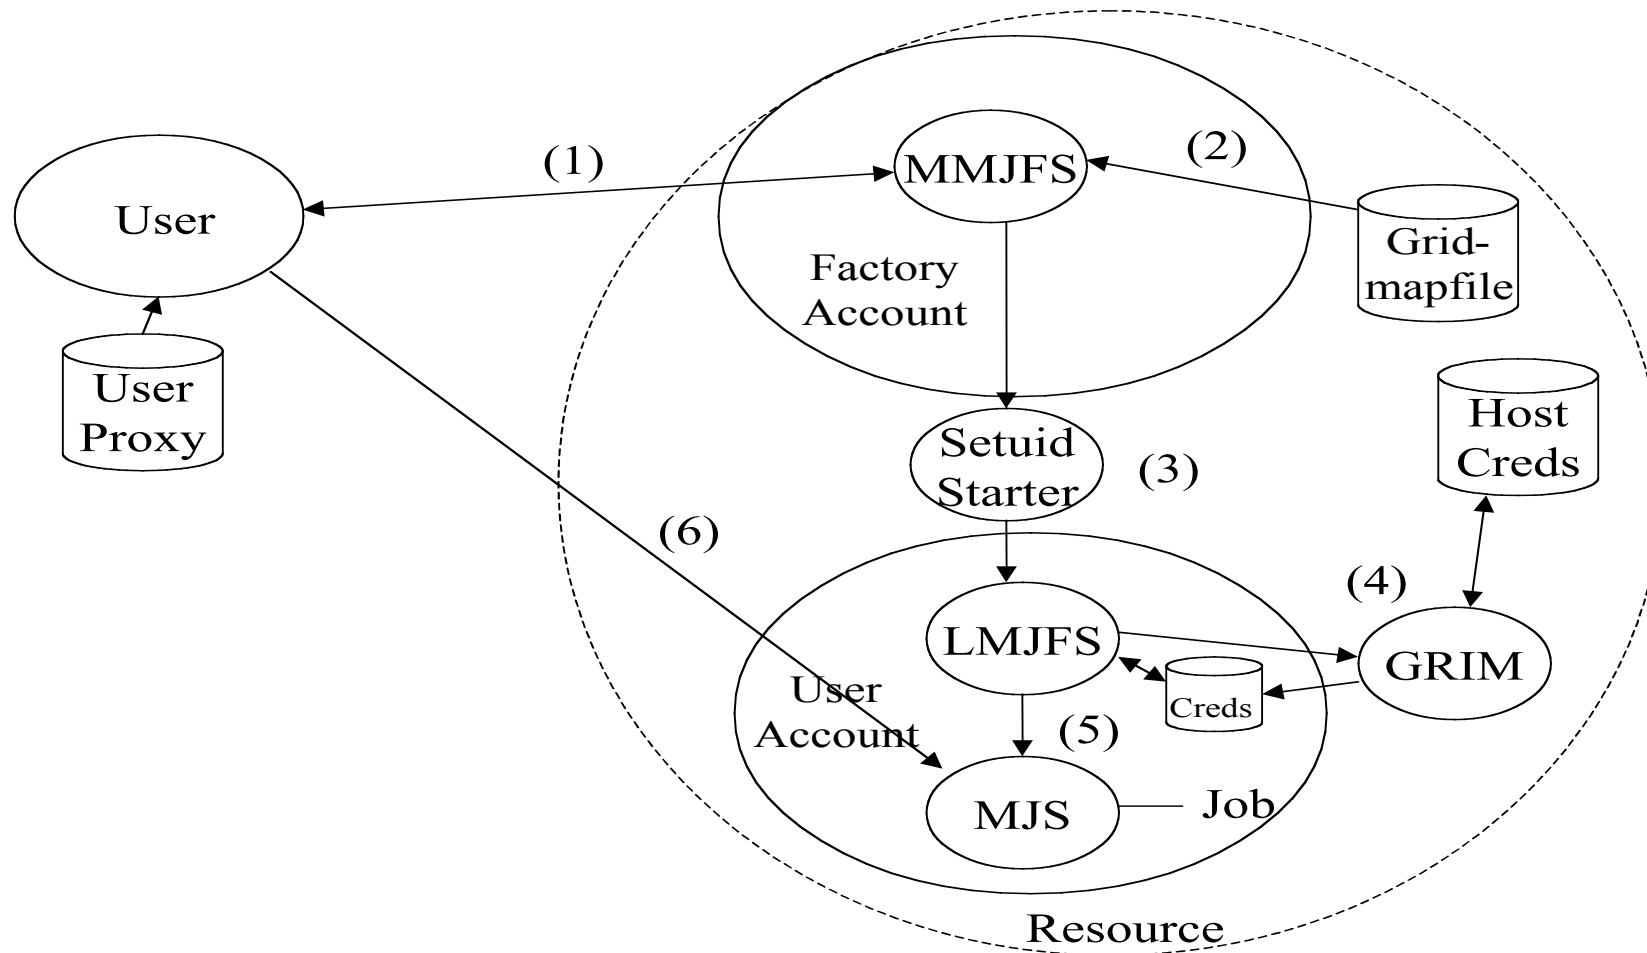 (1)
(2)
MMJFS
User
Grid-
mapfile
Factory
Account
User
Proxy
Host
Creds
Setuid
Starter
(3)
(6)
(4)
LMJFS
GRIM
User
Account
Creds
(5)
MJS
Job
Resource